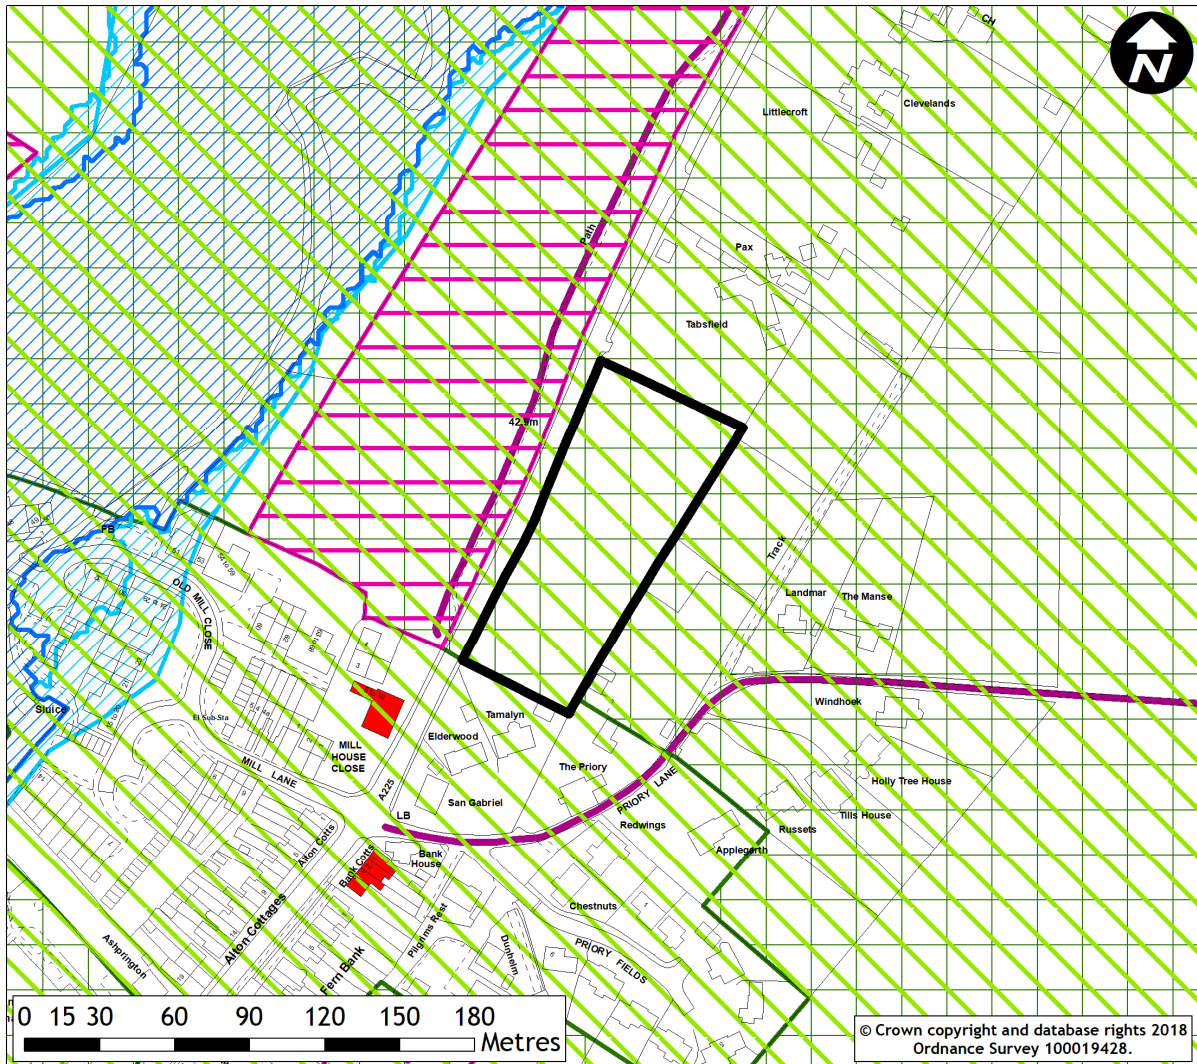 CH
N
Littlecroft
Clevelands
Path
Pax
Tabsfield
42.9m
FB
OLD MILL CLOSE
Track
Landmar
The Manse
Sluice
El Sub Sta
Tamalyn
Elderwood
Windhoek
MILL
HOUSE
CLOSE
MILL LANE
A225
The Priory
PRIORY LANE
Holly Tree House
San Gabriel
LB
Redwings
Tills House
Russets
Applegarth
Alton Cotts
Bank Cotts
Bank
House
Chestnuts
Alton Cottages
Pilgrims Rest
PRIORY FIELDS
Dunhelm
Ashprington
Fern Bank
0 15 30 60 90 120 150 180
Metres
© Crown copyright and database rights 2018
Ordnance Survey 100019428.